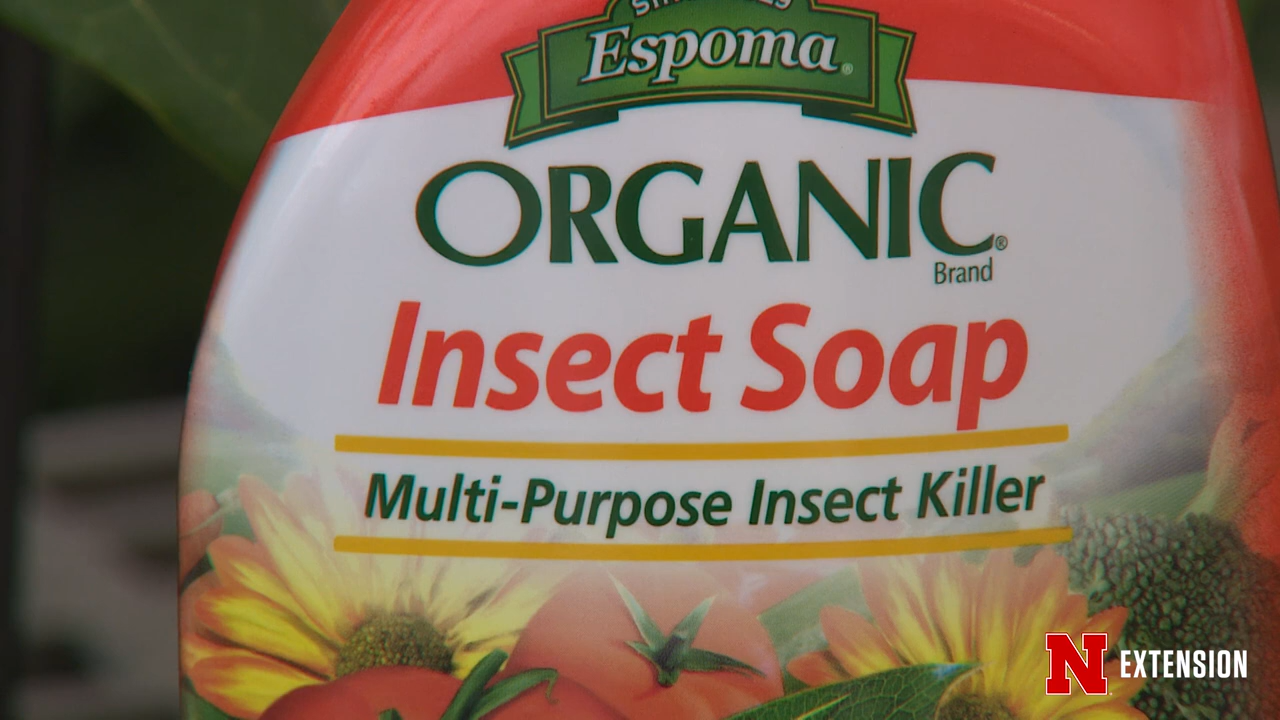 Espoma®
ORGANIC®
Brand
Insect Soap
Multi-Purpose Insect Killer
N EXTENSION